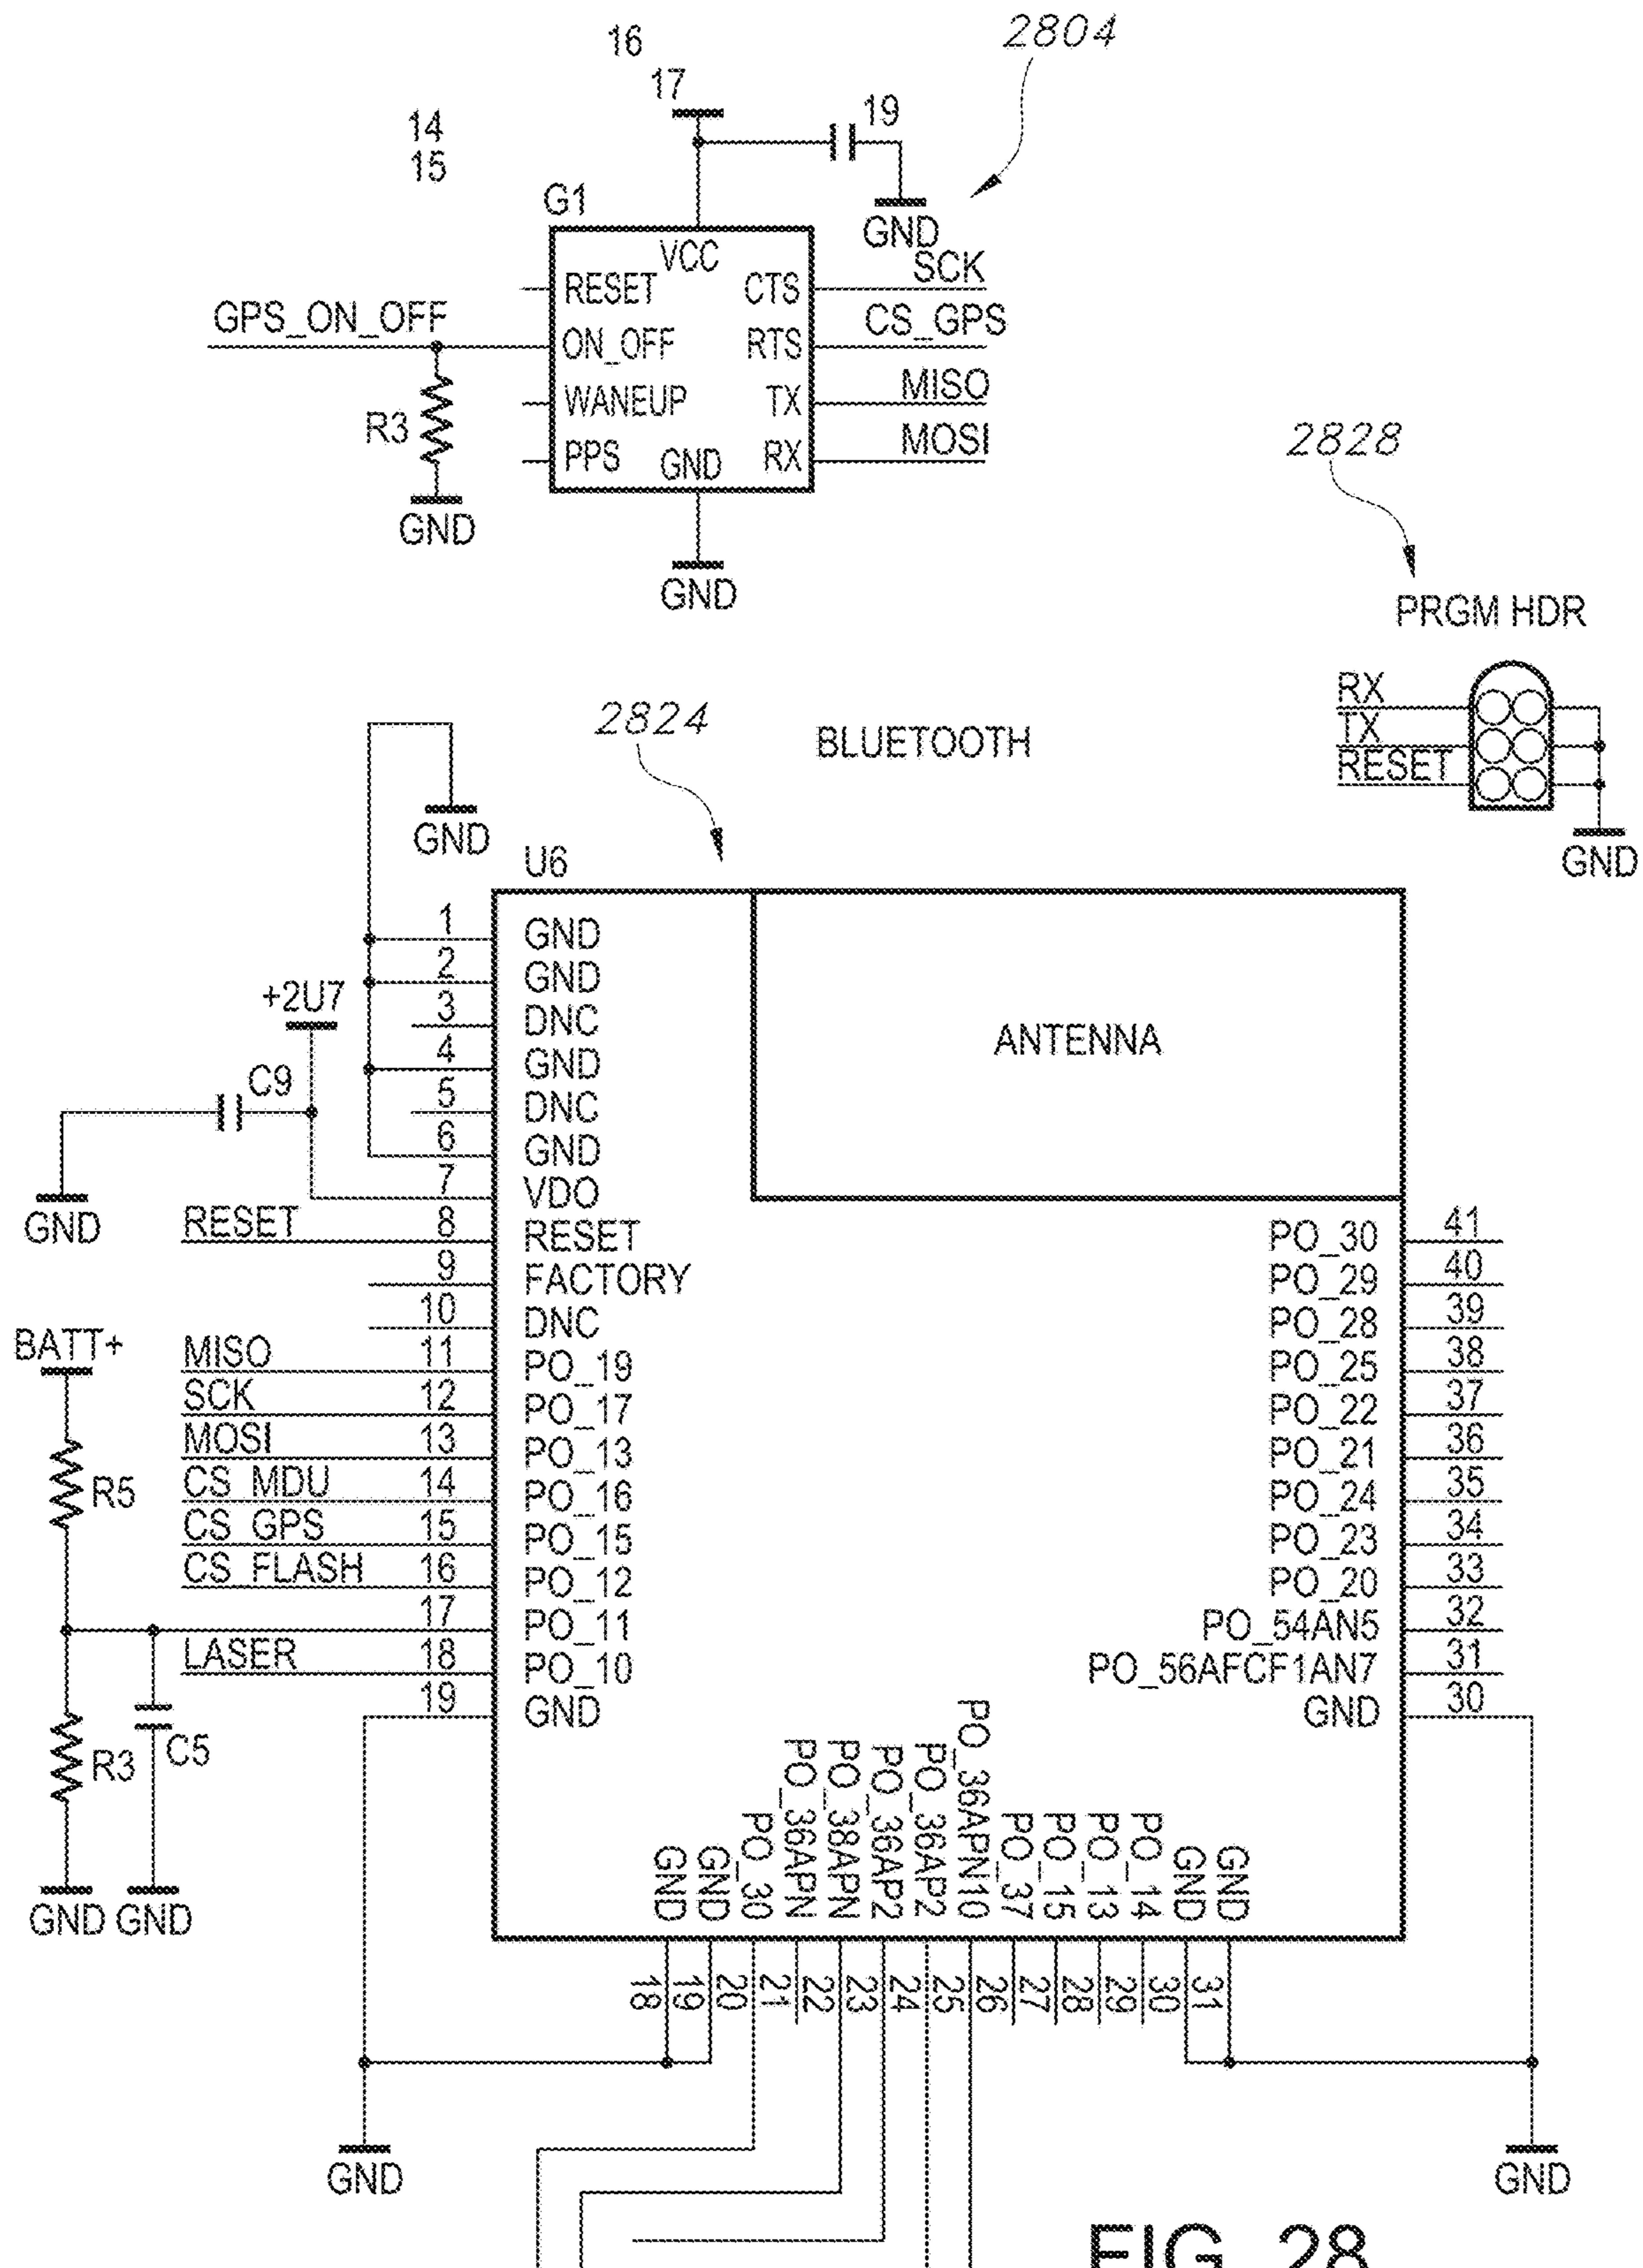 2804
16
17
19
14
15
G1
GND
VCC
SCK
RESET
CTS
GPS_ON_OFF
CS_GPS
ON_OFF
RTS
MISO
WANEUP
TX
R3
MOSI
PPS
GND
RX
GND
GND
2828
PRGM HDR
RX
TX
RESET
GND
2824
BLUETOOTH
GND
U6
ANTENNA
1 GND
2 GND
+2U7
3 DNC
4 GND
C9
5 DNC
6 GND
7 VDO
GND
RESET 8 RESET
9 FACTORY
10 DNC
BATT+
MISO 11 PO_19
SCK 12 PO_17
MOSI 13 PO_13
CS_MDU 14 PO_16
R5
CS_GPS 15 PO_15
CS_FLASH 16 PO_12
17 PO_11
LASER 18 PO_10
19 GND
R3
C5
GND
GND
PO_30 41
PO_29 40
PO_28 39
PO_25 38
PO_22 37
PO_21 36
PO_24 35
PO_23 34
PO_20 33
PO_54AN5 32
PO_56AFCF1AN7 31
GND 30
GND 18
GND 19
PO_30 20
PO_36APN 21
PO_38APN 22
PO_36AP2 23
PO_36AP2 24
PO_36APN10 25
PO_37 26
PO_15 27
PO_13 28
PO_14 29
GND 30
GND 31
GND
GND
FIG. 28